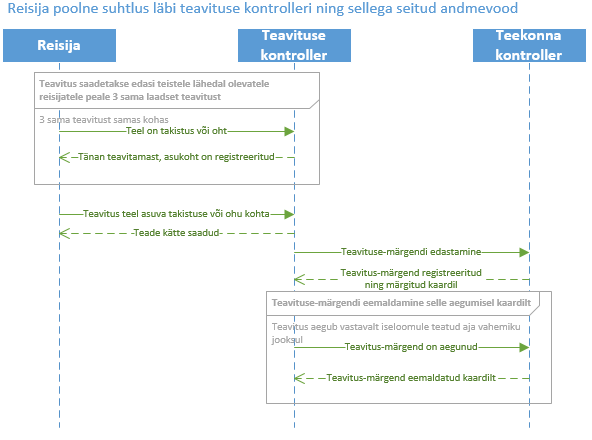 Reisija poolne suhtlus läbi teavituse kontrolleri ning sellega seitud andmevood
Reisija
Teavituse
kontroller
Teekonna
kontroller
Teavitus saadetakse edasi teistele lähedal olevatele
reisijatele peale 3 sama laadset teavitust
3 sama teavitust samas kohas
Teel on takistus või oht
Tänan teavitamast, asukoht on registreeritud
Teavitus teel asuva takistuse või ohu kohta
Teade kätte saadud
Teavituse-märgendi edastamine
Teavitus-märgend registreeritud
ning märgitud kaardil
Teavituse-märgendi eemaldamine selle aegumisel kaardilt
Teavitus aegub vastavalt iseloomule teatud aja vahemiku
jooksul
Teavitus-märgend on aegunud
Teavitus-märgend eemaldatud kaardilt